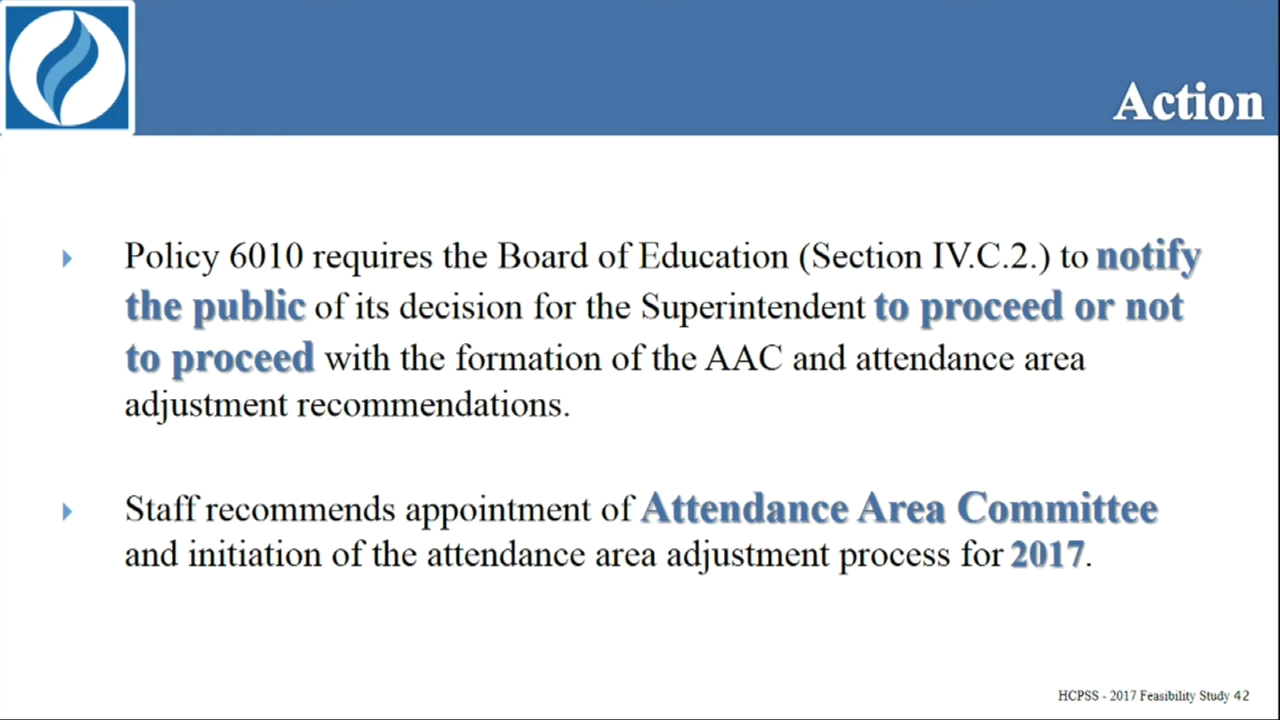 Action
Policy 6010 requires the Board of Education (Section IV.C.2.) to notify
the public of its decision for the Superintendent to proceed or not
to proceed with the formation of the AAC and attendance area
adjustment recommendations.
Staff recommends appointment of Attendance Area Committee
and initiation of the attendance area adjustment process for 2017.
HCPSS - 2017 Feasibility Study 42